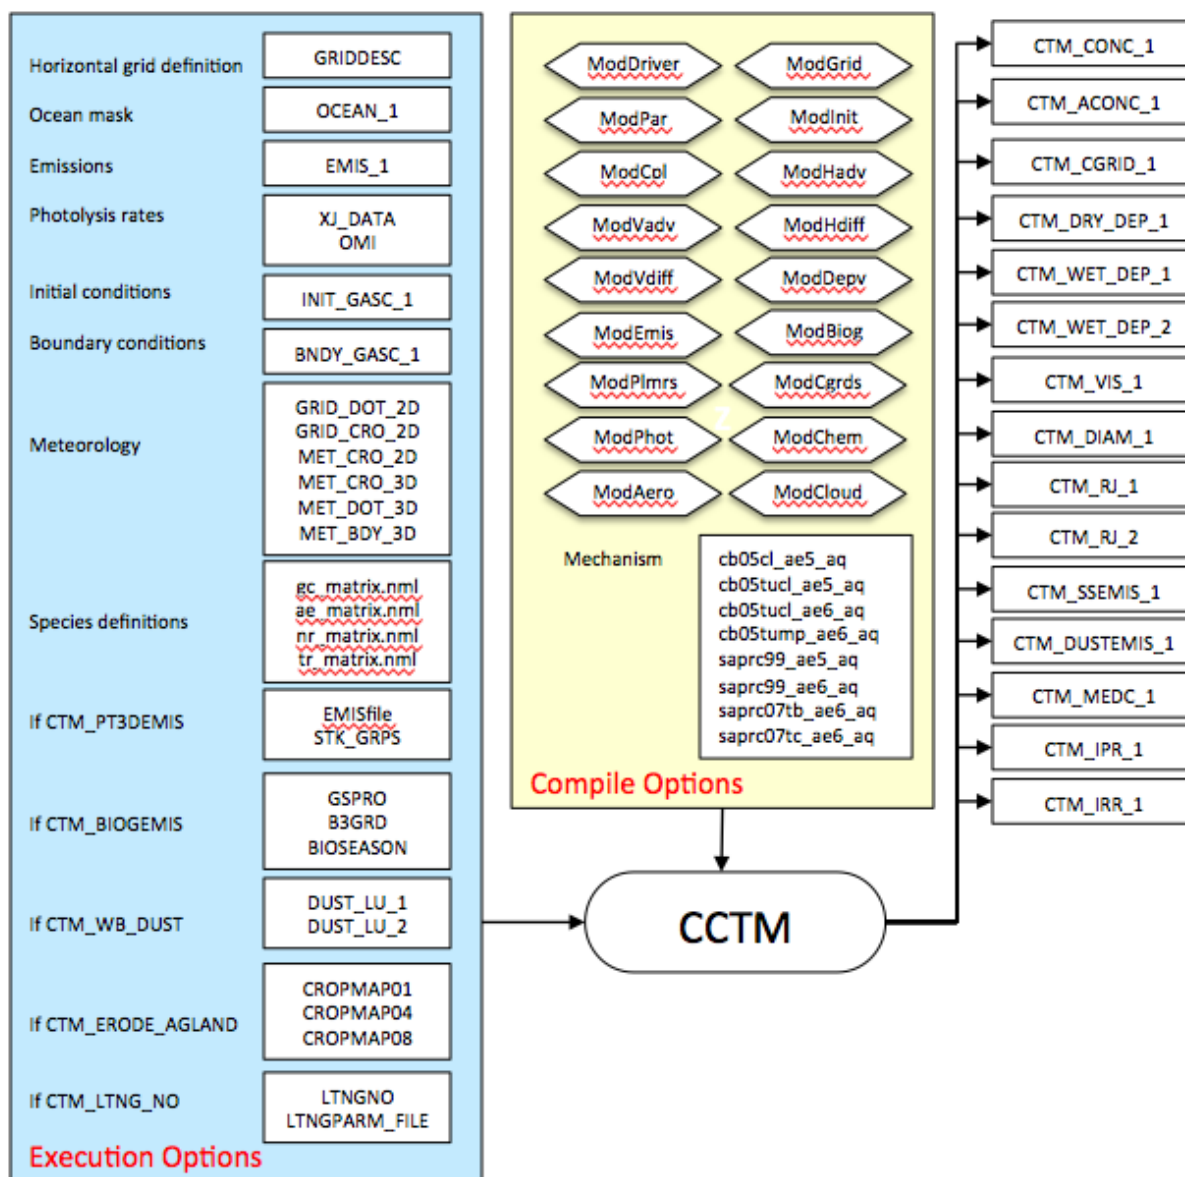 Horizontal grid definition
GRIDDESC
Ocean mask
OCEAN_1
Emissions
EMIS_1
Photolysis rates
XJ_DATA
OMI
Initial conditions
INIT_GASC_1
Boundary conditions
BNDY_GASC_1
Meteorology
GRID_DOT_2D
GRID_CRO_2D
MET_CRO_2D
MET_CRO_3D
MET_DOT_3D
MET_BDY_3D
Species definitions
gc_matrix.nml
ae_matrix.nml
nr_matrix.nml
tr_matrix.nml
If CTM_PT3DEMIS
EMISfile
STK_GRPS
If CTM_BIOGEMIS
GSPRO
B3GRD
BIOSEASON
If CTM_WB_DUST
DUST_LU_1
DUST_LU_2
If CTM_ERODE_AGLAND
CROPMAP01
CROPMAP04
CROPMAP08
If CTM_LTNG_NO
LTNGNO
LTNGPARM_FILE
Execution Options
ModDriver
ModGrid
ModPar
ModInit
ModCpl
ModHadv
ModVadv
ModHdiff
ModVdiff
ModDepv
ModEmis
ModBiog
ModPlmrs
ModCgrds
Z
ModPhot
ModChem
ModAero
ModCloud
Mechanism
cb05cl_ae5_aq
cb05tucl_ae5_aq
cb05tucl_ae6_aq
cb05tump_ae6_aq
saprc99_ae5_aq
saprc99_ae6_aq
saprc07tb_ae6_aq
saprc07tc_ae6_aq
Compile Options
CCTM
CTM_CONC_1
CTM_ACONC_1
CTM_CGRID_1
CTM_DRY_DEP_1
CTM_WET_DEP_1
CTM_WET_DEP_2
CTM_VIS_1
CTM_DIAM_1
CTM_RJ_1
CTM_RJ_2
CTM_SSEMIS_1
CTM_DUSTEMIS_1
CTM_MEDC_1
CTM_IPR_1
CTM_IRR_1